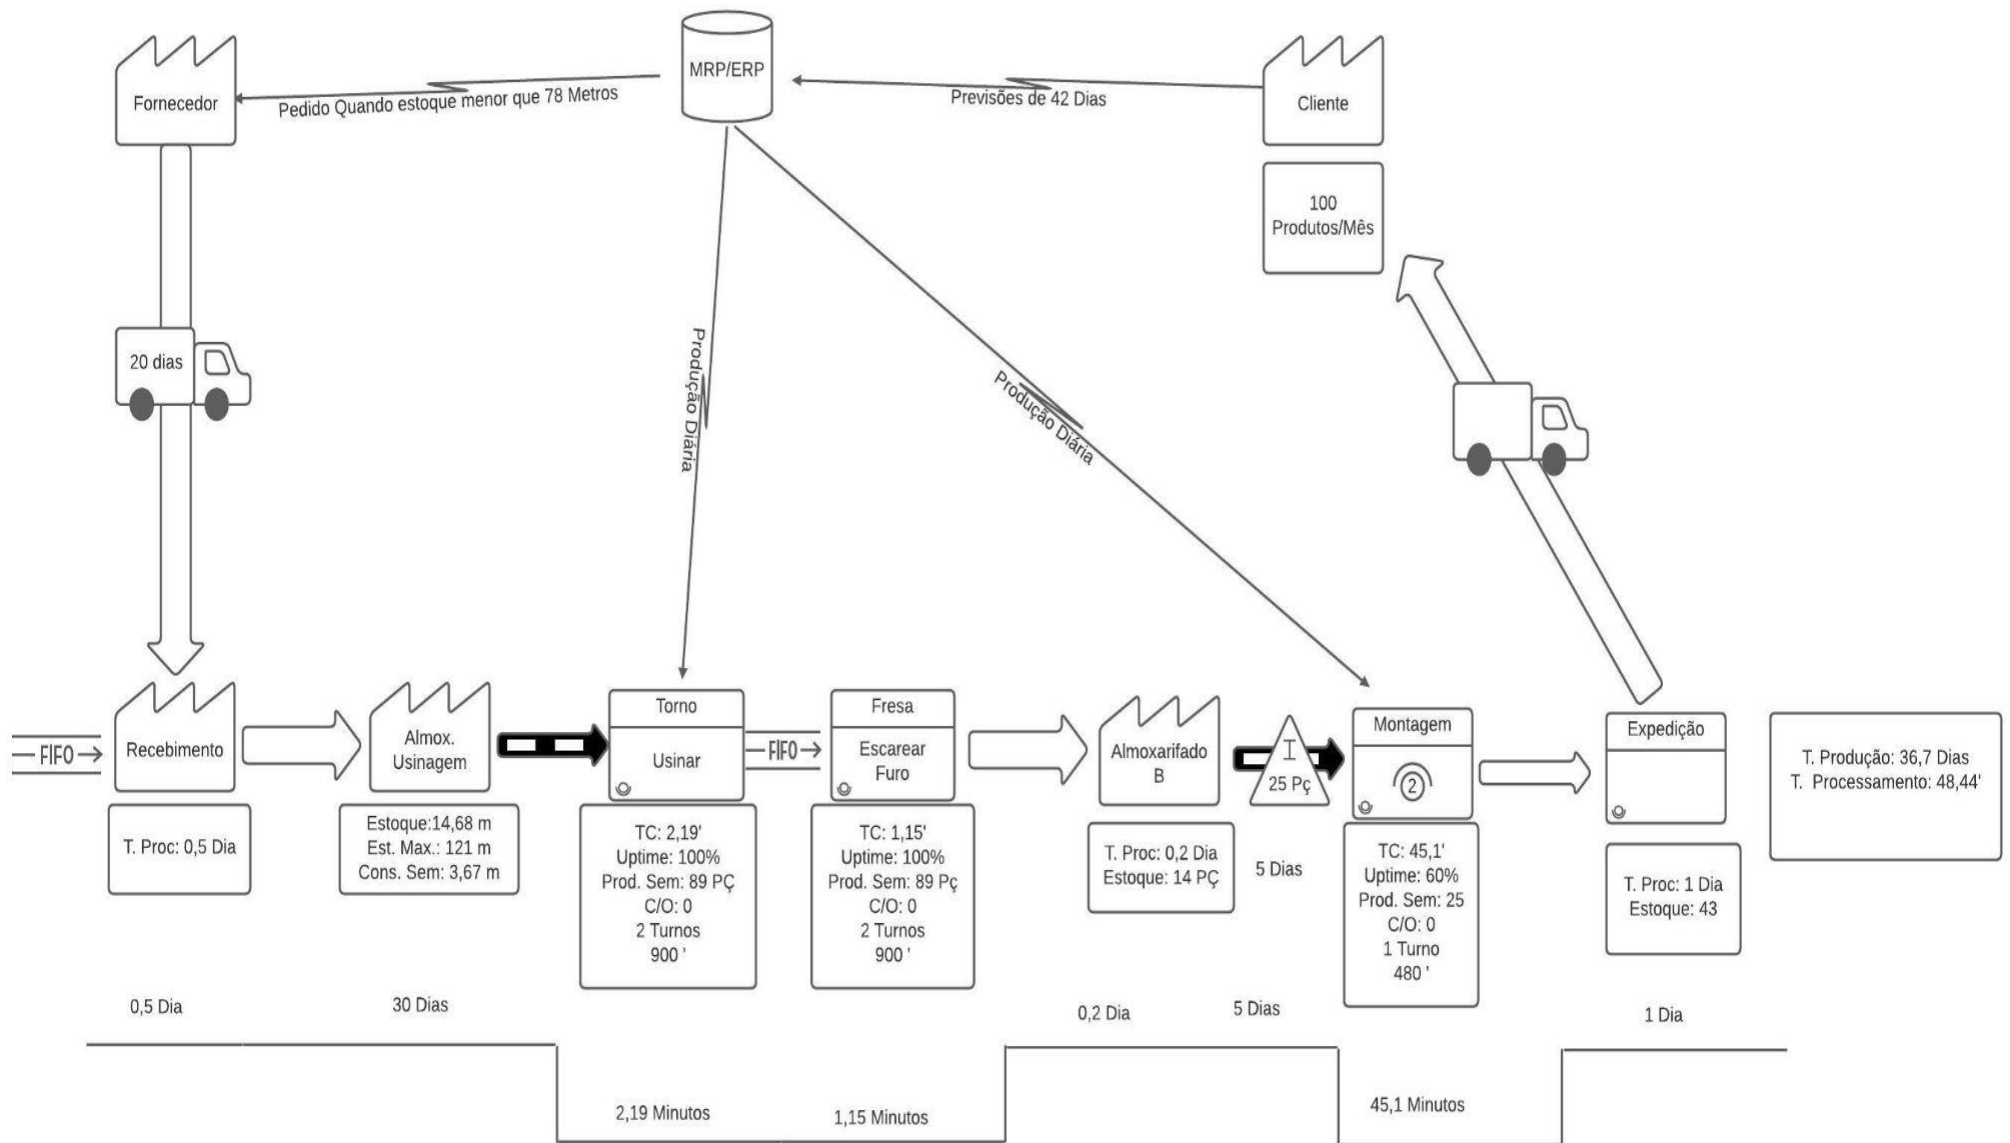 MRP/ERP
Fornecedor
Pedido Quando estoque menor que 78 Metros
Previsões de 42 Dias
Cliente
100
Produtos/Mês
20 dias
Produção Diária
Produção Diária
FIFO
Recebimento
T. Proc: 0,5 Dia
Almox.
Usinagem
Estoque:14,68 m
Est. Max.: 121 m
Cons. Sem: 3,67 m
Torno
Usinar
TC: 2,19'
Uptime: 100%
Prod. Sem: 89 PÇ
C/O: 0
2 Turnos
900 '
FIFO
Fresa
Escarear
Furo
TC: 1,15'
Uptime: 100%
Prod. Sem: 89 Pç
C/O: 0
2 Turnos
900 '
Almoxarifado
B
T. Proc: 0,2 Dia
Estoque: 14 PÇ
I
25 Pç
5 Dias
Montagem
2
TC: 45,1'
Uptime: 60%
Prod. Sem: 25
C/O: 0
1 Turno
480 '
Expedição
T. Proc: 1 Dia
Estoque: 43
T. Produção: 36,7 Dias
T. Processamento: 48,44'
0,5 Dia
30 Dias
0,2 Dia
5 Dias
1 Dia
2,19 Minutos
1,15 Minutos
45,1 Minutos